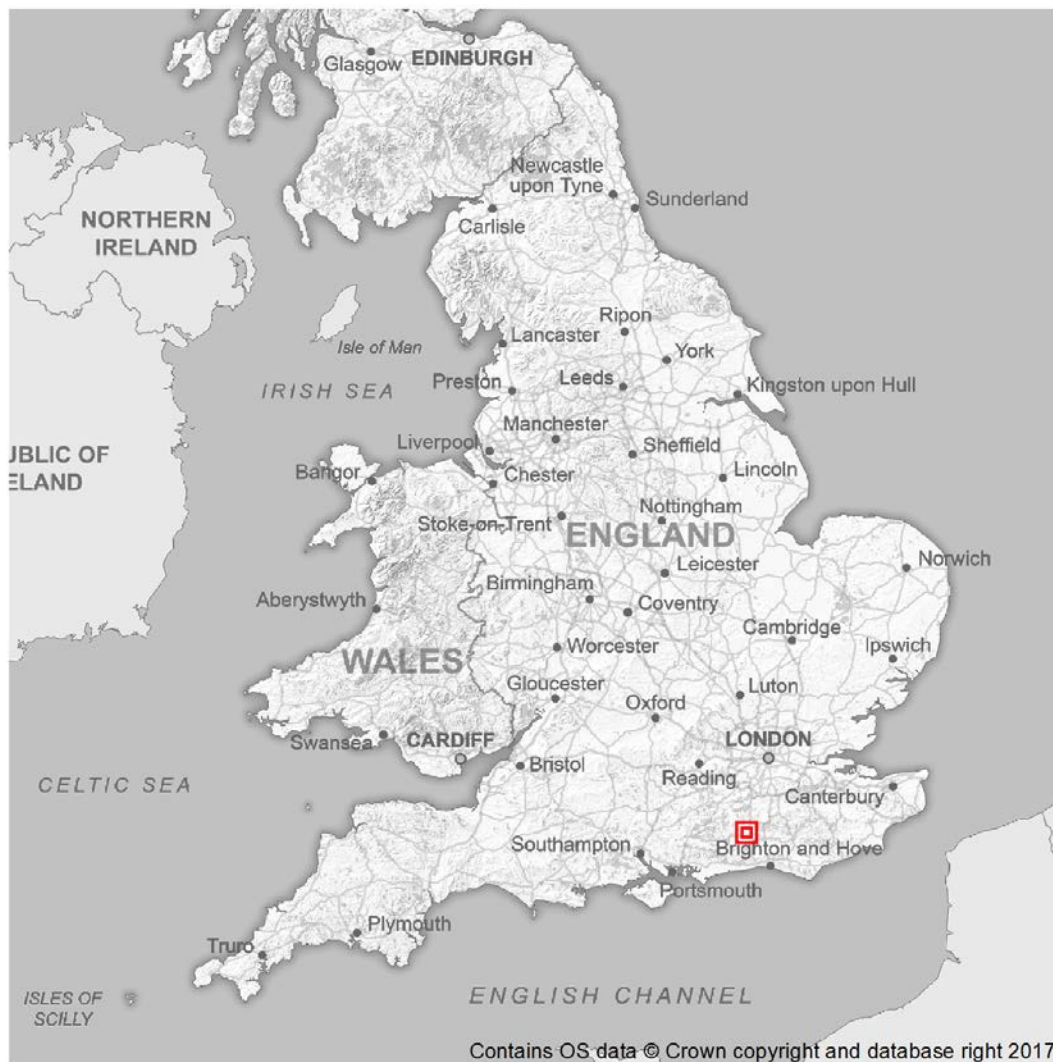 Glasgow
EDINBURGH
Newcastle
upon Tyne
Sunderland
Carlisle
NORTHERN
IRELAND
Ripon
Lancaster
Isle of Man
York
IRISH SEA
Preston
Leeds
Kingston upon Hull
Manchester
Liverpool
Sheffield
UBLIC OF
ELAND
Bangor
Chester
Lincoln
Nottingham
Stoke-on-Trent
ENGLAND
Norwich
Leicester
Birmingham
Aberystwyth
Coventry
Cambridge
Ipswich
Worcester
WALES
Gloucester
Luton
Oxford
Swansea
CARDIFF
LONDON
Bristol
Reading
CELTIC SEA
Canterbury
Southampton
Brighton and Hove
Portsmouth
Plymouth
Truro
ISLES OF
SCILLY
ENGLISH CHANNEL
Contains OS data © Crown copyright and database right 2017